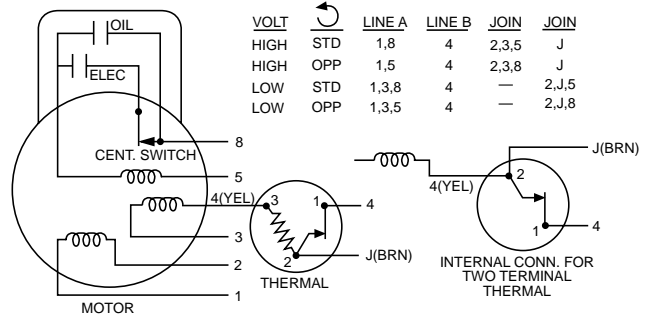 OIL
ELEC
CENT. SWITCH
8
5
4(YEL)
3
2
1
MOTOR
VOLT LINE A LINE B JOIN JOIN
HIGH STD 1,8 4 2,3,5 J
HIGH OPP 1,5 4 2,3,8 J
LOW STD 1,3,8 4 — 2,J,5
LOW OPP 1,3,5 4 — 2,J,8
3
1
4
2
J(BRN)
THERMAL
J(BRN)
4(YEL)
2
1
4
INTERNAL CONN. FOR
TWO TERMINAL
THERMAL